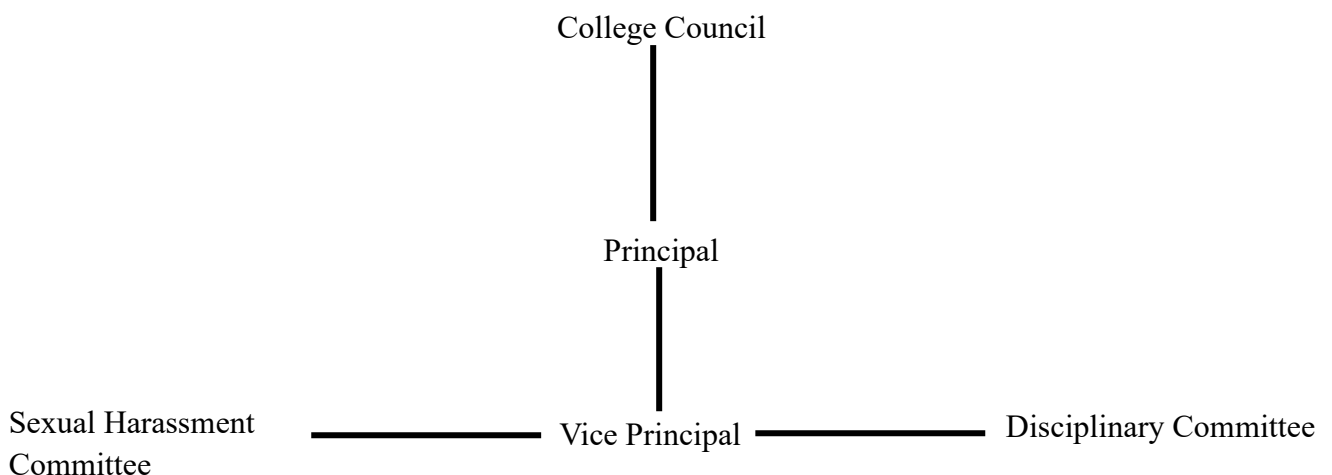 College Council
Principal
Sexual Harassment
Committee
Vice Principal
Disciplinary Committee